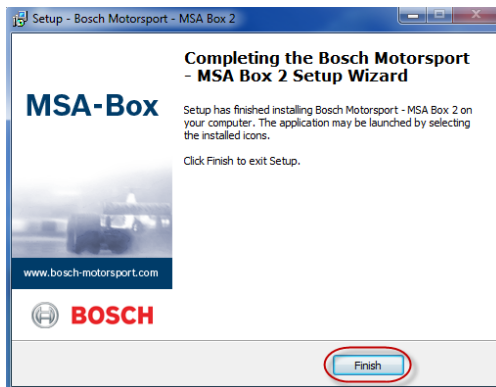 Setup - Bosch Motorsport - MSA Box 2
Completing the Bosch Motorsport
- MSA Box 2 Setup Wizard
MSA-Box
Setup has finished installing Bosch Motorsport - MSA Box 2 on
your computer. The application may be launched by selecting
the installed icons.
Click Finish to exit Setup.
www.bosch-motorsport.com
BOSCH
Finish